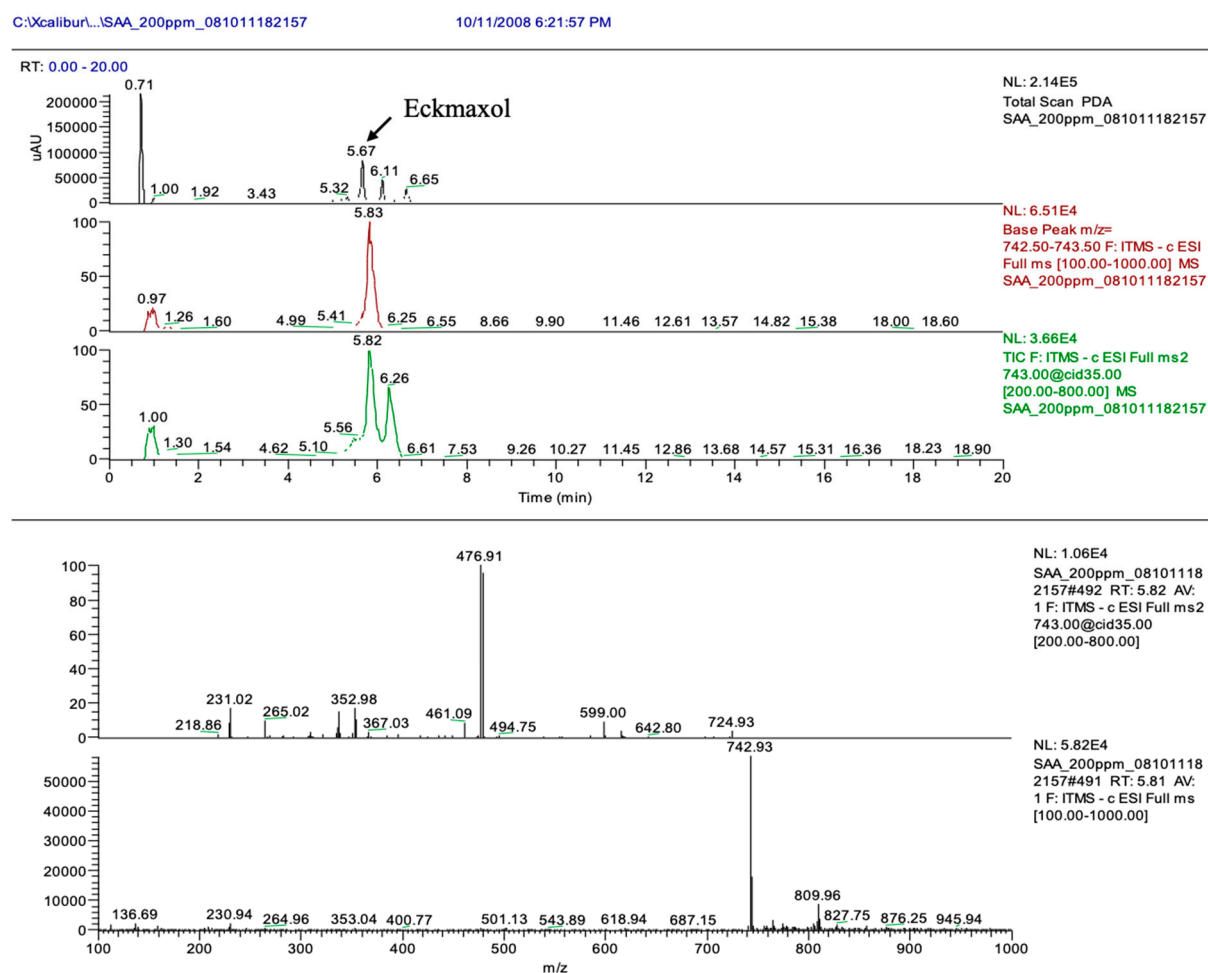 C:\Xcalibur\...\SAA_200ppm_081011182157 10/11/2008 6:21:57 PM
RT: 0.00 - 20.00
NL: 2.14E5
Total Scan PDA
SAA_200ppm_081011182157
Eckmaxol
uAU
200000
150000
100000
50000
0
0.71 1.00 1.92 3.43 5.32 5.67 6.11 6.65
NL: 6.51E4
Base Peak m/z=
742.50-743.50 F: ITMS - c ESI
Full ms [100.00-1000.00] MS
SAA_200ppm_081011182157
100
50
0
0.97 1.26 1.60 4.99 5.41 5.83 6.25 6.55 8.66 9.90 11.46 12.61 13.57 14.82 15.38 18.00 18.60
NL: 3.66E4
TIC F: ITMS - c ESI Full ms2
743.00@cid35.00
[200.00-800.00] MS
SAA_200ppm_081011182157
100
50
0
1.00 1.30 1.54 4.62 5.10 5.56 5.82 6.26 6.61 7.53 9.26 10.27 11.45 12.86 13.68 14.57 15.31 16.36 18.23 18.90
0 2 4 6 8 10 12 14 16 18 20
Time (min)
NL: 1.06E4
SAA_200ppm_08101118
2157#492 RT: 5.82 AV:
1 F: ITMS - c ESI Full ms2
743.00@cid35.00
[200.00-800.00]
100
80
60
40
20
0
218.86 231.02 265.02 352.98 367.03 461.09 476.91 494.75 599.00 642.80 724.93
NL: 5.82E4
SAA_200ppm_08101118
2157#491 RT: 5.81 AV:
1 F: ITMS - c ESI Full ms
[100.00-1000.00]
50000
40000
30000
20000
10000
0
136.69 230.94 264.96 353.04 400.77 501.13 543.89 618.94 687.15 742.93 809.96 827.75 876.25 945.94
100 200 300 400 500 600 700 800 900 1000
m/z